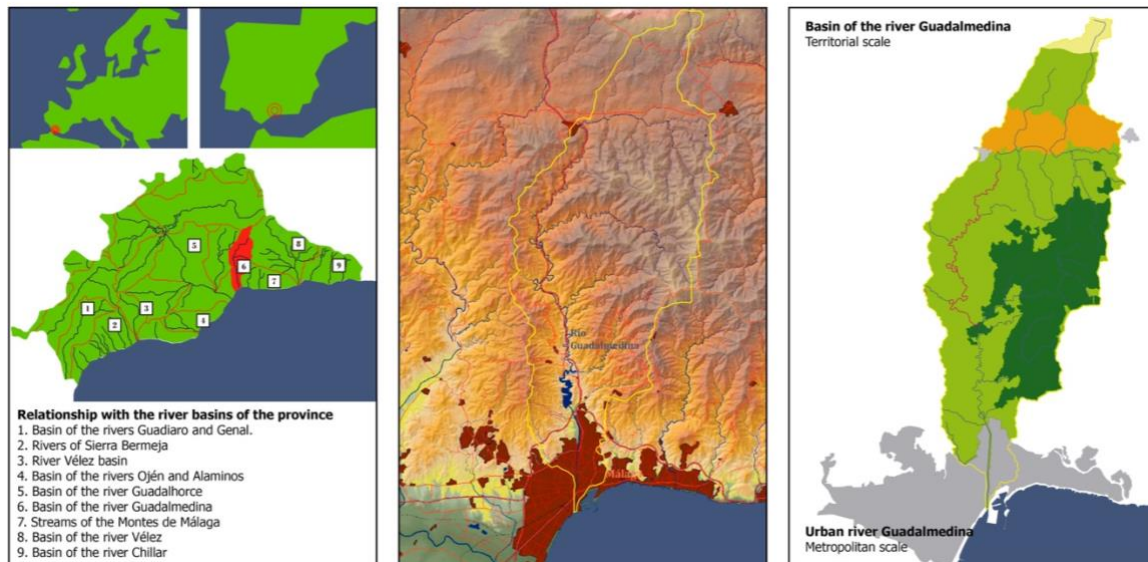 5
6
8
9
7
1
3
2
4
Relationship with the river basins of the province
1. Basin of the rivers Guadiaro and Genal.
2. Rivers of Sierra Bermeja
3. River Vélez basin
4. Basin of the rivers Ojén and Alaminos
5. Basin of the river Guadalhorce
6. Basin of the river Guadalmedina
7. Streams of the Montes de Málaga
8. Basin of the river Vélez
9. Basin of the river Chillar
Río
Guadalmedina
Basin of the river Guadalmedina
Territorial scale
Urban river Guadalmedina
Metropolitan scale